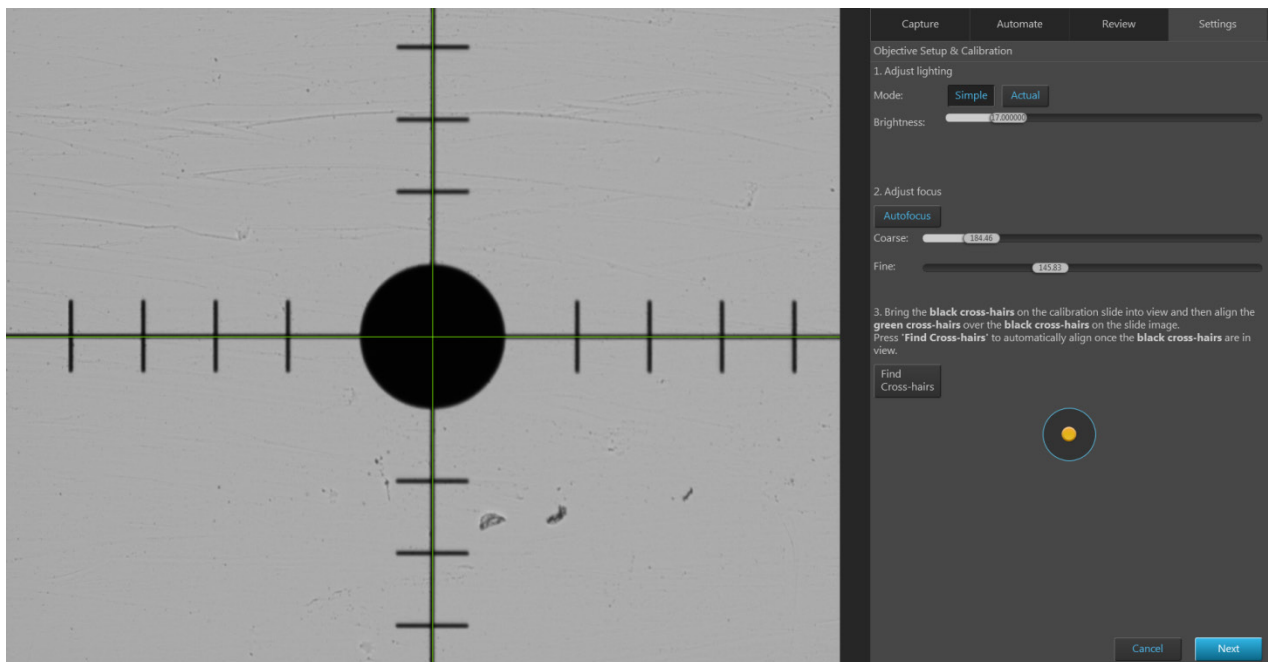 Capture Automate Review Settings
Objective Setup & Calibration
1. Adjust lighting
Mode: Simple Actual
Brightness: 17.000000
2. Adjust focus
Autofocus
Coarse: 184.46
Fine: 145.83
3. Bring the black cross-hairs on the calibration slide into view and then align the
green cross-hairs over the black cross-hairs on the slide image.
Press 'Find Cross-hairs' to automatically align once the black cross-hairs are in
view.
Find
Cross-hairs
Cancel Next